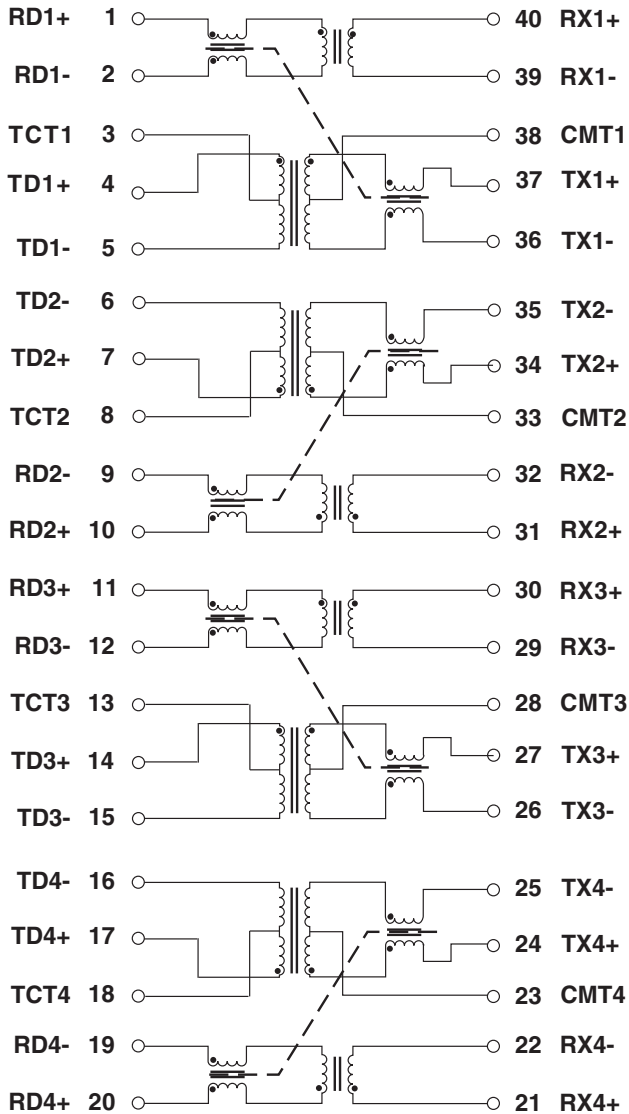 RD1+ 1 40 RX1+
RD1- 2 39 RX1-
TCT1 3 38 CMT1
TD1+ 4 37 TX1+
TD1- 5 36 TX1-
TD2- 6 35 TX2-
TD2+ 7 34 TX2+
TCT2 8 33 CMT2
RD2- 9 32 RX2-
RD2+ 10 31 RX2+
RD3+ 11 30 RX3+
RD3- 12 29 RX3-
TCT3 13 28 CMT3
TD3+ 14 27 TX3+
TD3- 15 26 TX3-
TD4- 16 25 TX4-
TD4+ 17 24 TX4+
TCT4 18 23 CMT4
RD4- 19 22 RX4-
RD4+ 20 21 RX4+